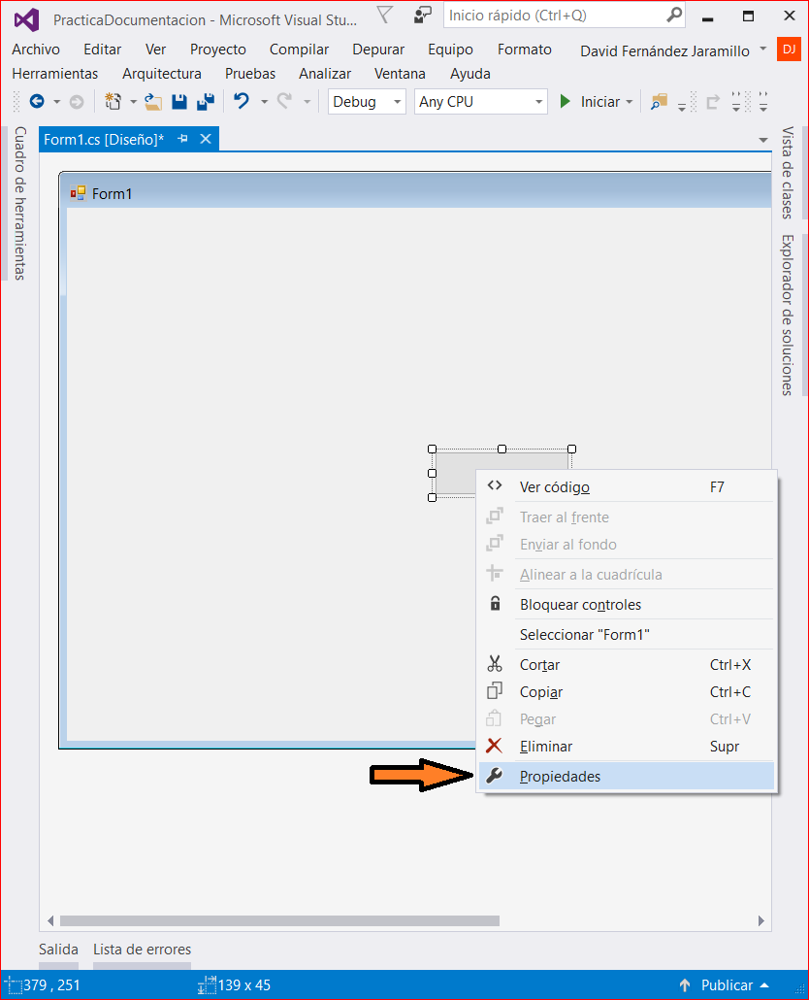 PracticaDocumentacion - Microsoft Visual Stu...
Inicio rápido (Ctrl+Q)
Archivo Editar Ver Proyecto Compilar Depurar Equipo Formato David Fernández Jaramillo DJ
Herramientas Arquitectura Pruebas Analizar Ventana Ayuda
Debug Any CPU Iniciar
Cuadro de herramientas
Form1.cs [Diseño]*
Vista de clases
Explorador de soluciones
Form1
Ver código F7
Traer al frente
Enviar al fondo
Alinear a la cuadrícula
Bloquear controles
Seleccionar "Form1"
Cortar Ctrl+X
Copiar Ctrl+C
Pegar Ctrl+V
Eliminar Supr
Propiedades
Salida Lista de errores
379 , 251 139 x 45 Publicar